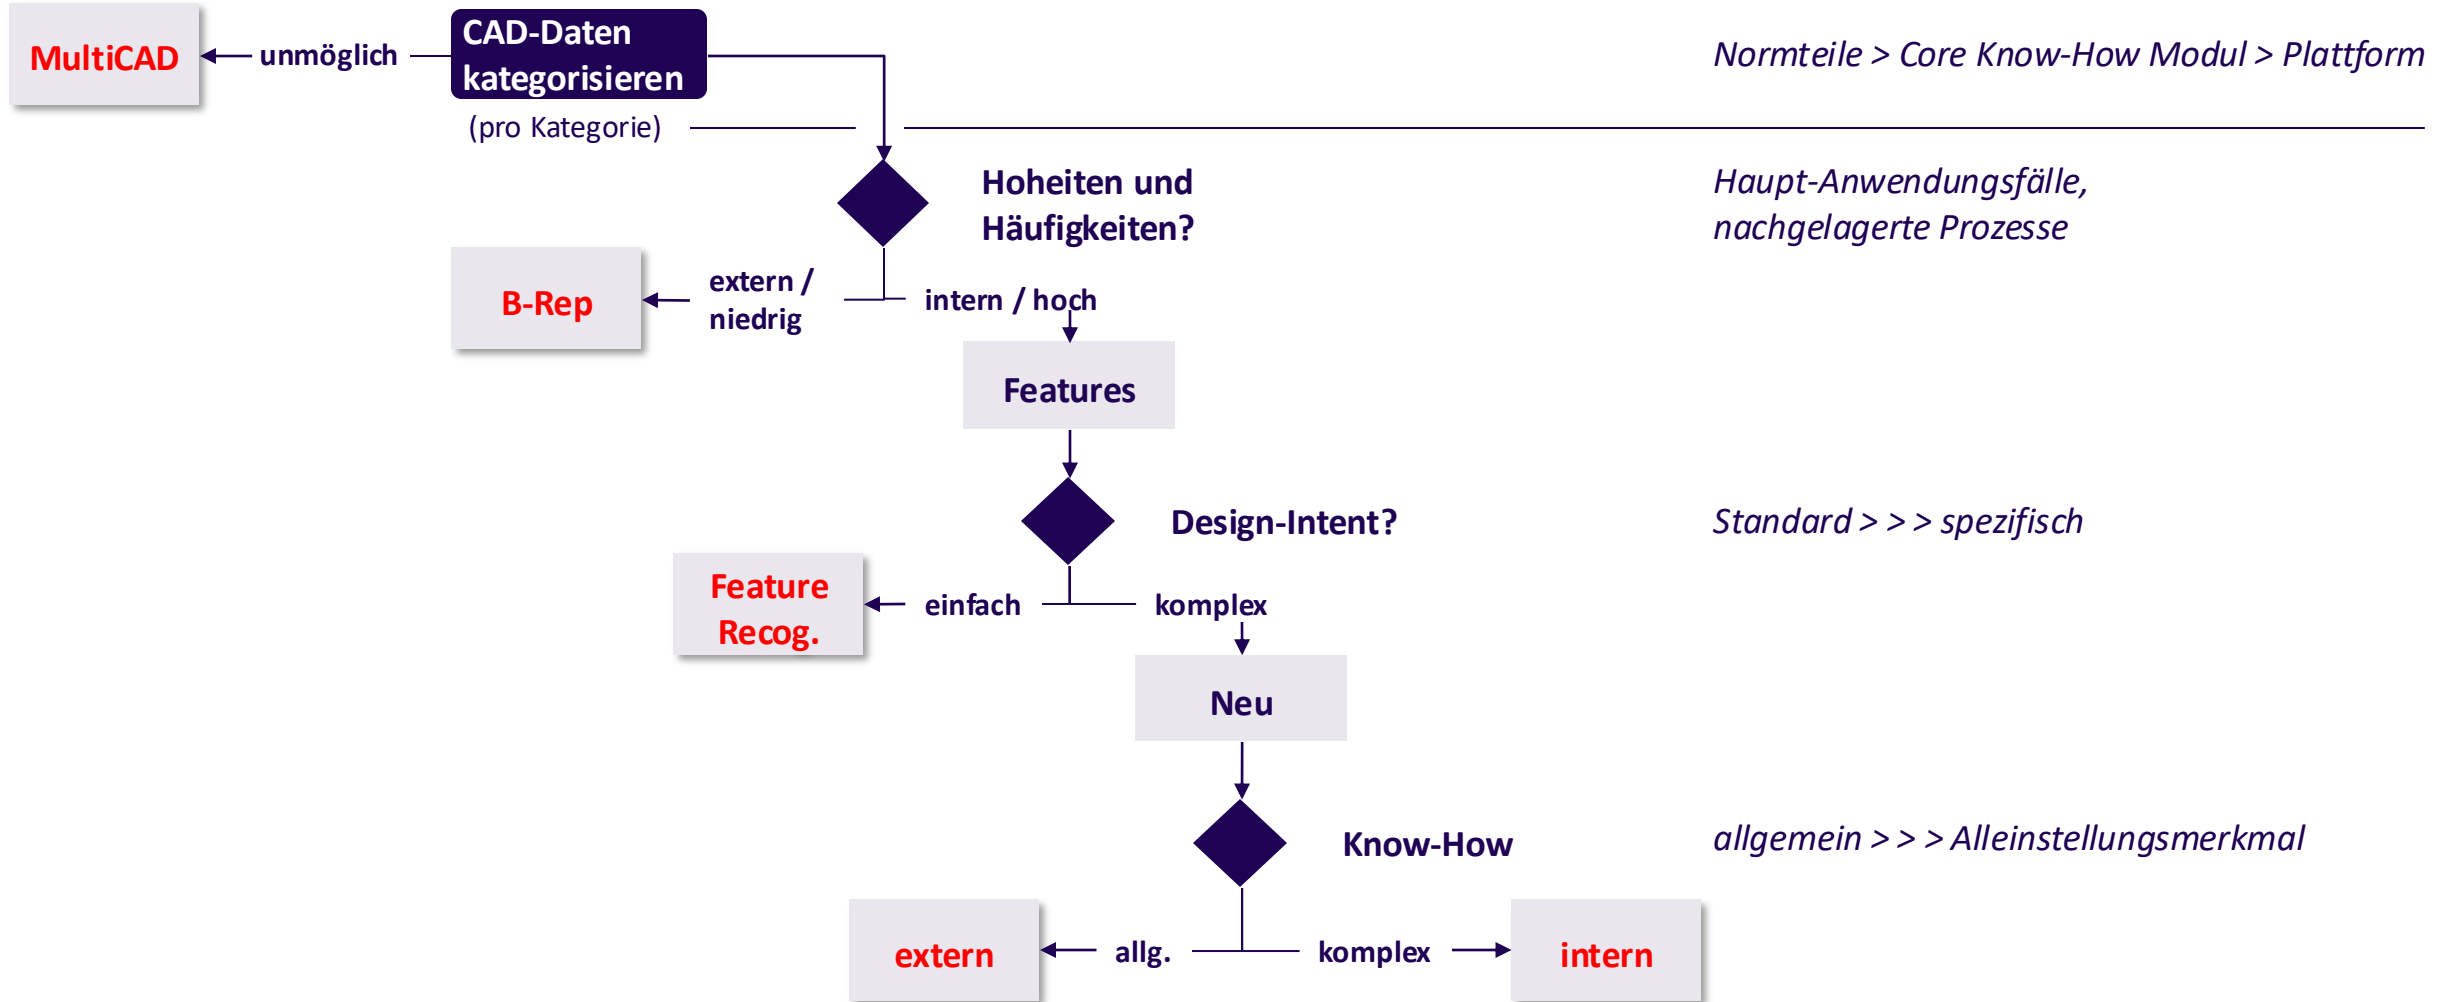 MultiCAD
unmöglich
CAD-Daten
kategorisieren
Normteile > Core Know-How Modul > Plattform
(pro Kategorie)
Hoheiten und
Häufigkeiten?
Haupt-Anwendungsfälle,
nachgelagerte Prozesse
B-Rep
extern /
niedrig
intern / hoch
Features
Design-Intent?
Standard > > > spezifisch
Feature
Recog.
einfach
komplex
Neu
Know-How
allgemein > > > Alleinstellungsmerkmal
extern
allg.
komplex
intern